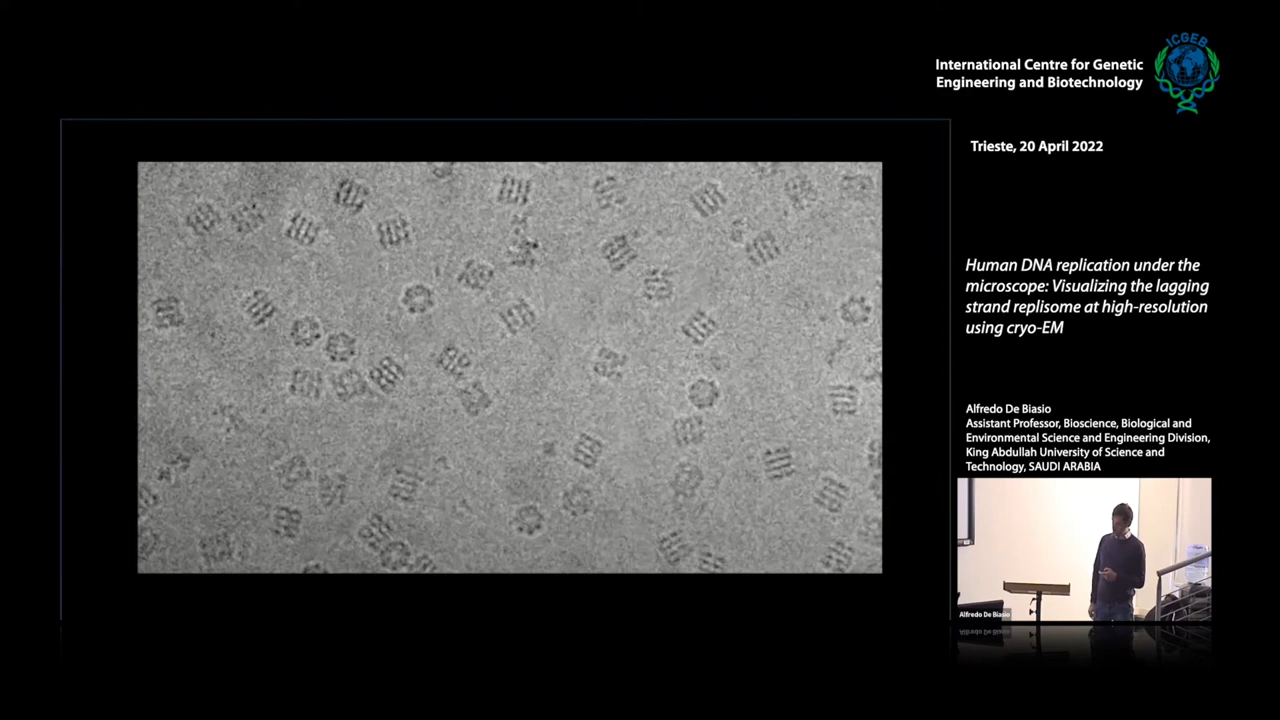 International Centre for Genetic
Engineering and Biotechnology
ICGEB
Trieste, 20 April 2022
Human DNA replication under the
microscope: Visualizing the lagging
strand replisome at high-resolution
using cryo-EM
Alfredo De Biasio
Assistant Professor, Bioscience, Biological and
Environmental Science and Engineering Division,
King Abdullah University of Science and
Technology, SAUDI ARABIA
Alfredo De Biasio